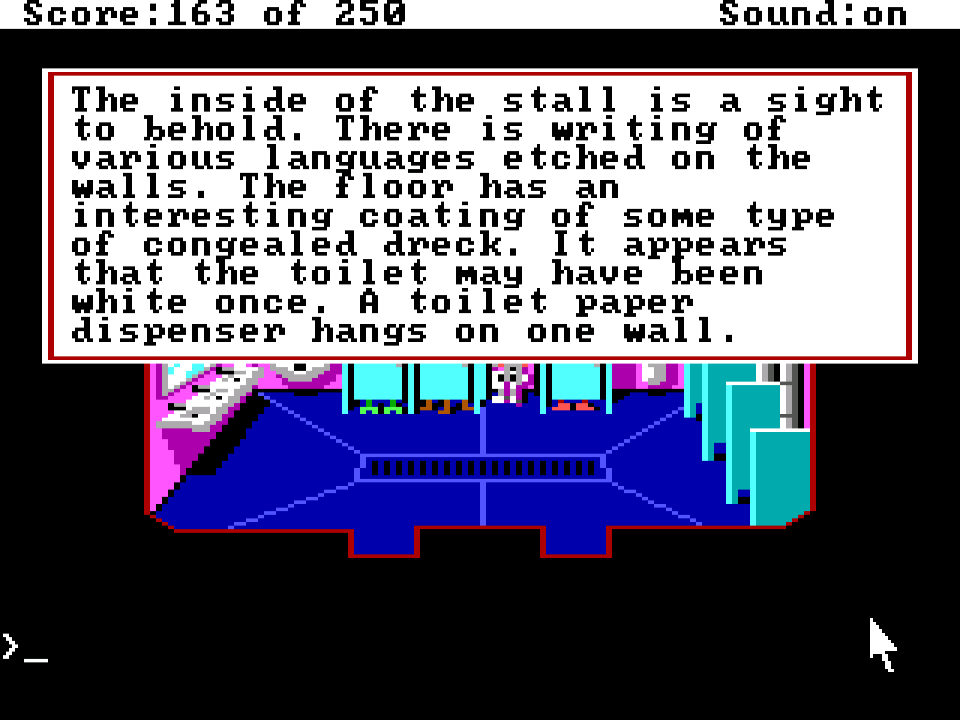 Score:163 of 250 Sound:on
The inside of the stall is a sight
to behold. There is writing of
various languages etched on the
walls. The floor has an
interesting coating of some type
of congealed dreck. It appears
that the toilet may have been
white once. A toilet paper
dispenser hangs on one wall.
>_